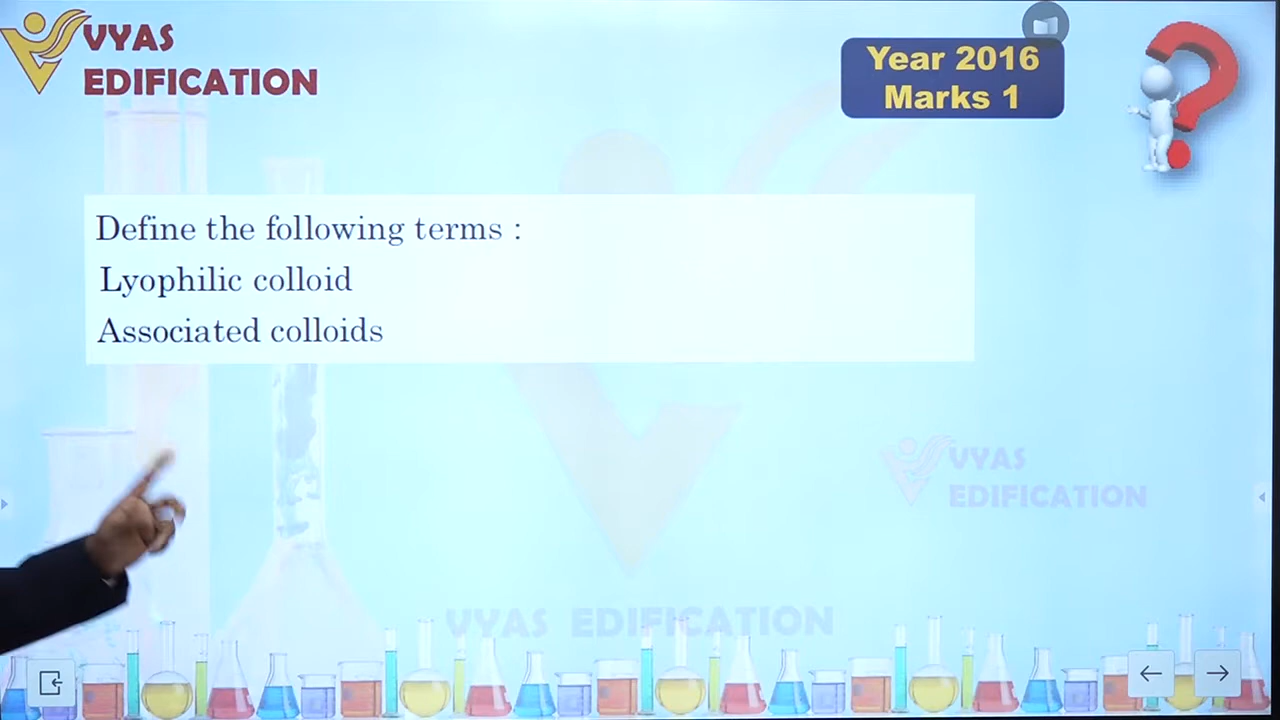 VYAS
EDIFICATION
Year 2016
Marks 1
Define the following terms :
Lyophilic colloid
Associated colloids
VYAS
EDIFICATION
VYAS EDIFICATION